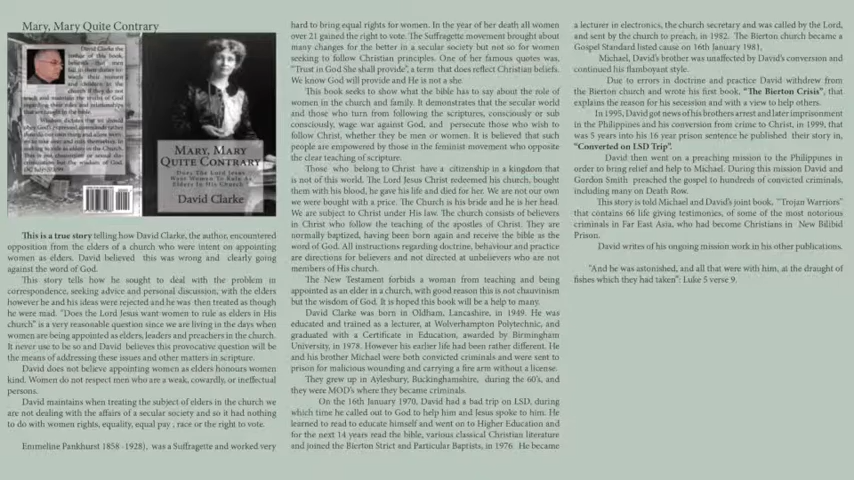 Mary, Mary Quite Contrary
David Clarke the
MARY, MARY
QUITE CONTRARY
Does The Lord Jesus
Want Women To Rule As
Elders In His Church
David Clarke
This is a true story telling how David Clarke, the author, encountered
opposition from the elders of a church who were intent on appointing
women as elders. David believed this was wrong and clearly going
against the word of God.
This story tells how he sought to deal with the problem in
correspondence, seeking advice and personal discussion, with the elders
however he and his ideas were rejected and he was then treated as though
he were mad. "Does the Lord Jesus want women to rule as elders in His
church" is a very reasonable question since we are living in the days when
women are being appointed as elders, leaders and preachers in the church.
It never use to be so and David believes this provocative question will be
the means of addressing these issues and other matters in scripture.
David does not believe appointing women as elders honours women
kind. Women do not respect men who are a weak, cowardly, or ineffectual
persons.
David maintains when treating the subject of elders in the church we
are not dealing with the affairs of a secular society and so it had nothing
to do with women rights, equality, equal pay , race or the right to vote.
Emmeline Pankhurst 1858 -1928), was a Suffragette and worked very
hard to bring equal rights for women. In the year of her death all women
over 21 gained the right to vote. The Suffragette movement brought about
many changes for the better in a secular society but not so for women
seeking to follow Christian principles. One of her famous quotes was,
"Trust in God She shall provide", a term that does reflect Christian beliefs.
We know God will provide and He is not a she
This book seeks to show what the bible has to say about the role of
women in the church and family. It demonstrates that the secular world
and those who turn from following the scriptures, consciously or sub
consciously, wage war against God, and persecute those who wish to
follow Christ, whether they be men or women. It is believed that such
people are empowered by those in the feminist movement who oppose
the clear teaching of scripture.
Those who belong to Christ have a citizenship in a kingdom that
is not of this world. The Lord Jesus Christ redeemed his church, bought
them with his blood, he gave his life and died for her. We are not our own
we were bought with a price. The Church is his bride and he is her head.
We are subject to Christ under His law. The church consists of believers
in Christ who follow the teaching of the apostles of Christ. They are
normally baptized, having been born again and receive the bible as the
word of God. All instructions regarding doctrine, behaviour and practice
are directions for believers and not directed at unbelievers who are not
members of His church.
The New Testament forbids a woman from teaching and being
appointed as an elder in a church, with good reason this is not chauvinism
but the wisdom of God. It is hoped this book will be a help to many.
David Clarke was born in Oldham, Lancashire, in 1949. He was
educated and trained as a lecturer, at Wolverhampton Polytechnic, and
graduated with a Certificate in Education, awarded by Birmingham
University, in 1978. However his earlier life had been rather different. He
and his brother Michael were both convicted criminals and were sent to
prison for malicious wounding and carrying a fire arm without a license.
They grew up in Aylesbury, Buckinghamshire, during the 60's, and
they were MOD's where they became criminals.
On the 16th January 1970, David had a bad trip on LSD, during
which time he called out to God to help him and Jesus spoke to him. He
learned to read to educate himself and went on to Higher Education and
for the next 14 years read the bible, various classical Christian literature
and joined the Bierton Strict and Particular Baptists, in 1976 He became
a lecturer in electronics, the church secretary and was called by the Lord,
and sent by the church to preach, in 1982. The Bierton church became a
Gospel Standard listed cause on 16th January 1981,
Michael, David's brother was unaffected by David's conversion and
continued his flamboyant style.
Due to errors in doctrine and practice David withdrew from
the Bierton church and wrote his first book, "The Bierton Crisis", that
explains the reason for his secession and with a view to help others.
In 1995, David got news of his brothers arrest and later imprisonment
in the Philippines and his conversion from crime to Christ, in 1999, that
was 5 years into his 16 year prison sentence he published their story in,
"Converted on LSD Trip".
David then went on a preaching mission to the Philippines in
order to bring relief and help to Michael. During this mission David and
Gordon Smith preached the gospel to hundreds of convicted criminals,
including many on Death Row.
This story is told Michael and David's joint book, "Trojan Warriors"
that contains 66 life giving testimonies, of some of the most notorious
criminals in Far East Asia, who had become Christians in New Bilibid
Prison.
David writes of his ongoing mission work in his other publications.
"And he was astonished, and all that were with him, at the draught of
fishes which they had taken": Luke 5 verse 9.